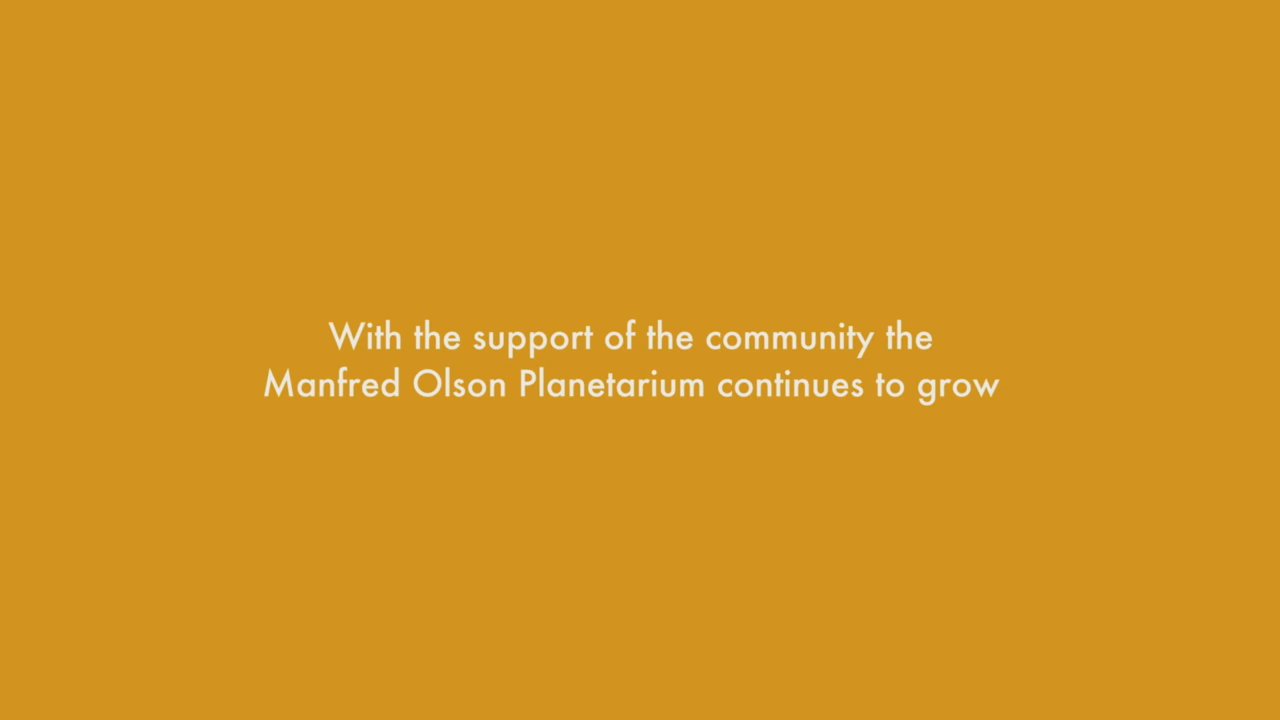 With the support of the community the
Manfred Olson Planetarium continues to grow